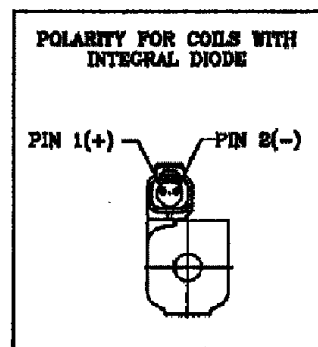 POLARITY FOR COILS WITH
INTEGRAL DIODE
PIN 1(+)
PIN 2(-)